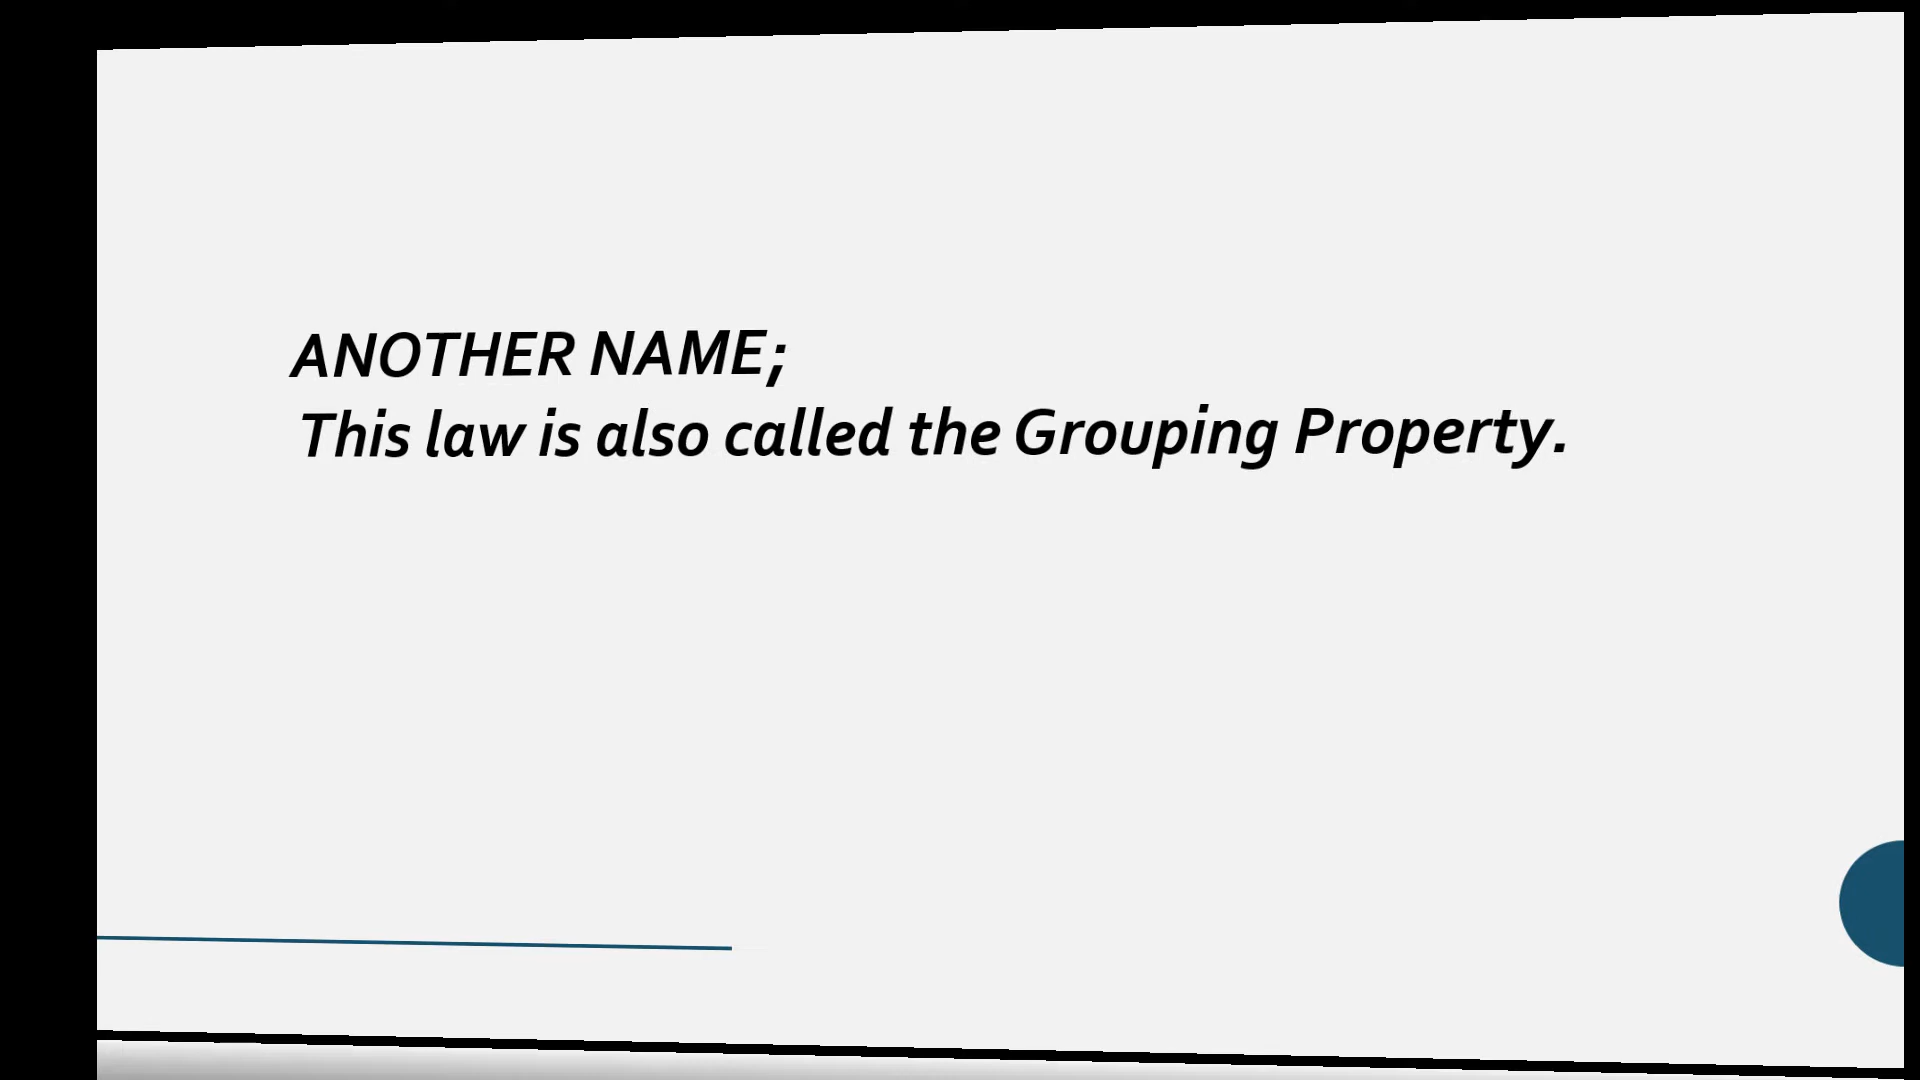 ANOTHER NAME;
This law is also called the Grouping Property.